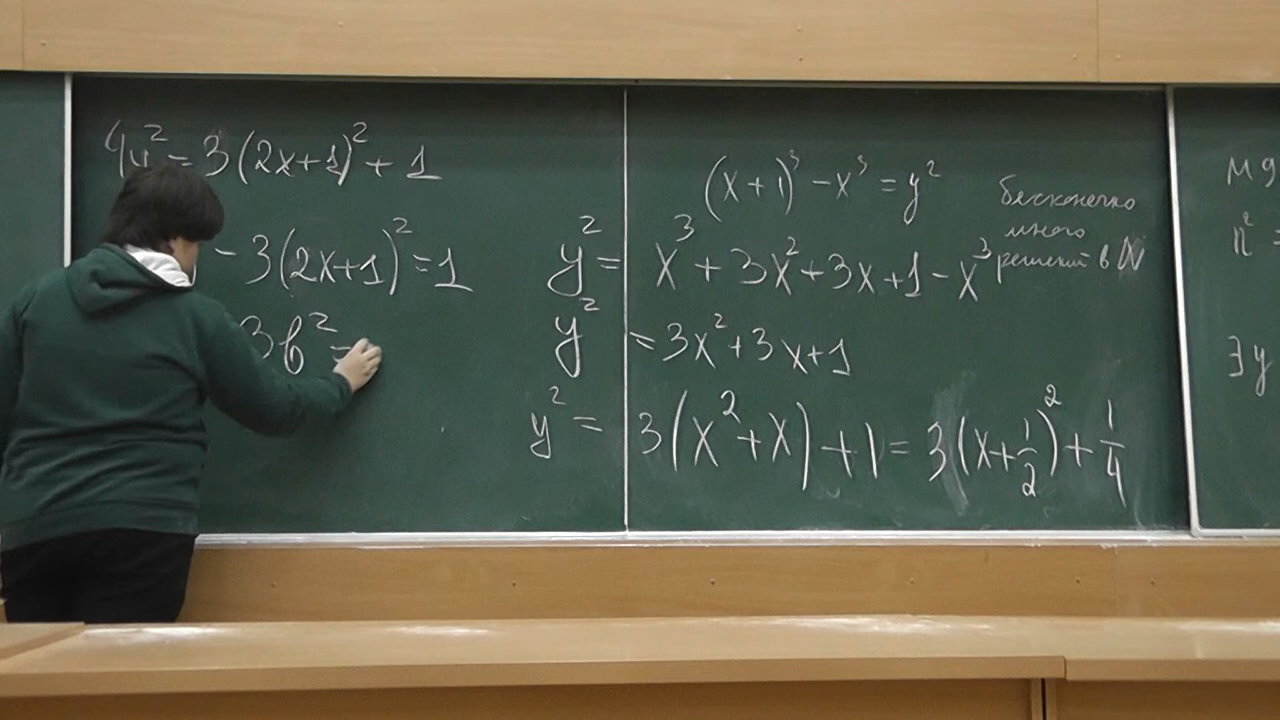 4y² = 3(2x+1)² + 1
- 3(2x+1)² = 1
3b² =
(x+1)³ - x³ = y²
бесконечно
много
решений в ℕ
y² = x³ + 3x² + 3x + 1 - x³
y² = 3x² + 3x + 1
y² = 3(x² + x) + 1 = 3(x + 1/2)² + 1/4
n² =
∃y